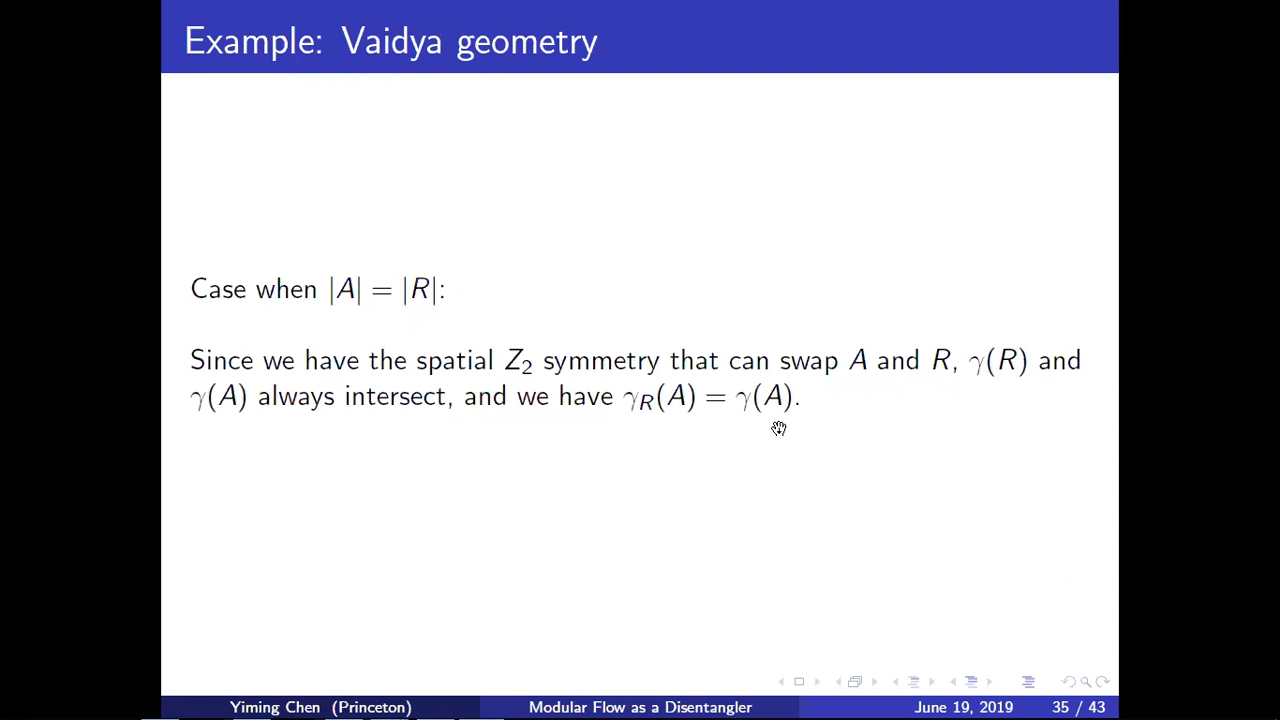 Example: Vaidya geometry
Case when |A| = |R|:
Since we have the spatial Z₂ symmetry that can swap A and R, γ(R) and
γ(A) always intersect, and we have γ_R(A) = γ(A).
Yiming Chen (Princeton) Modular Flow as a Disentangler June 19, 2019 35 / 43